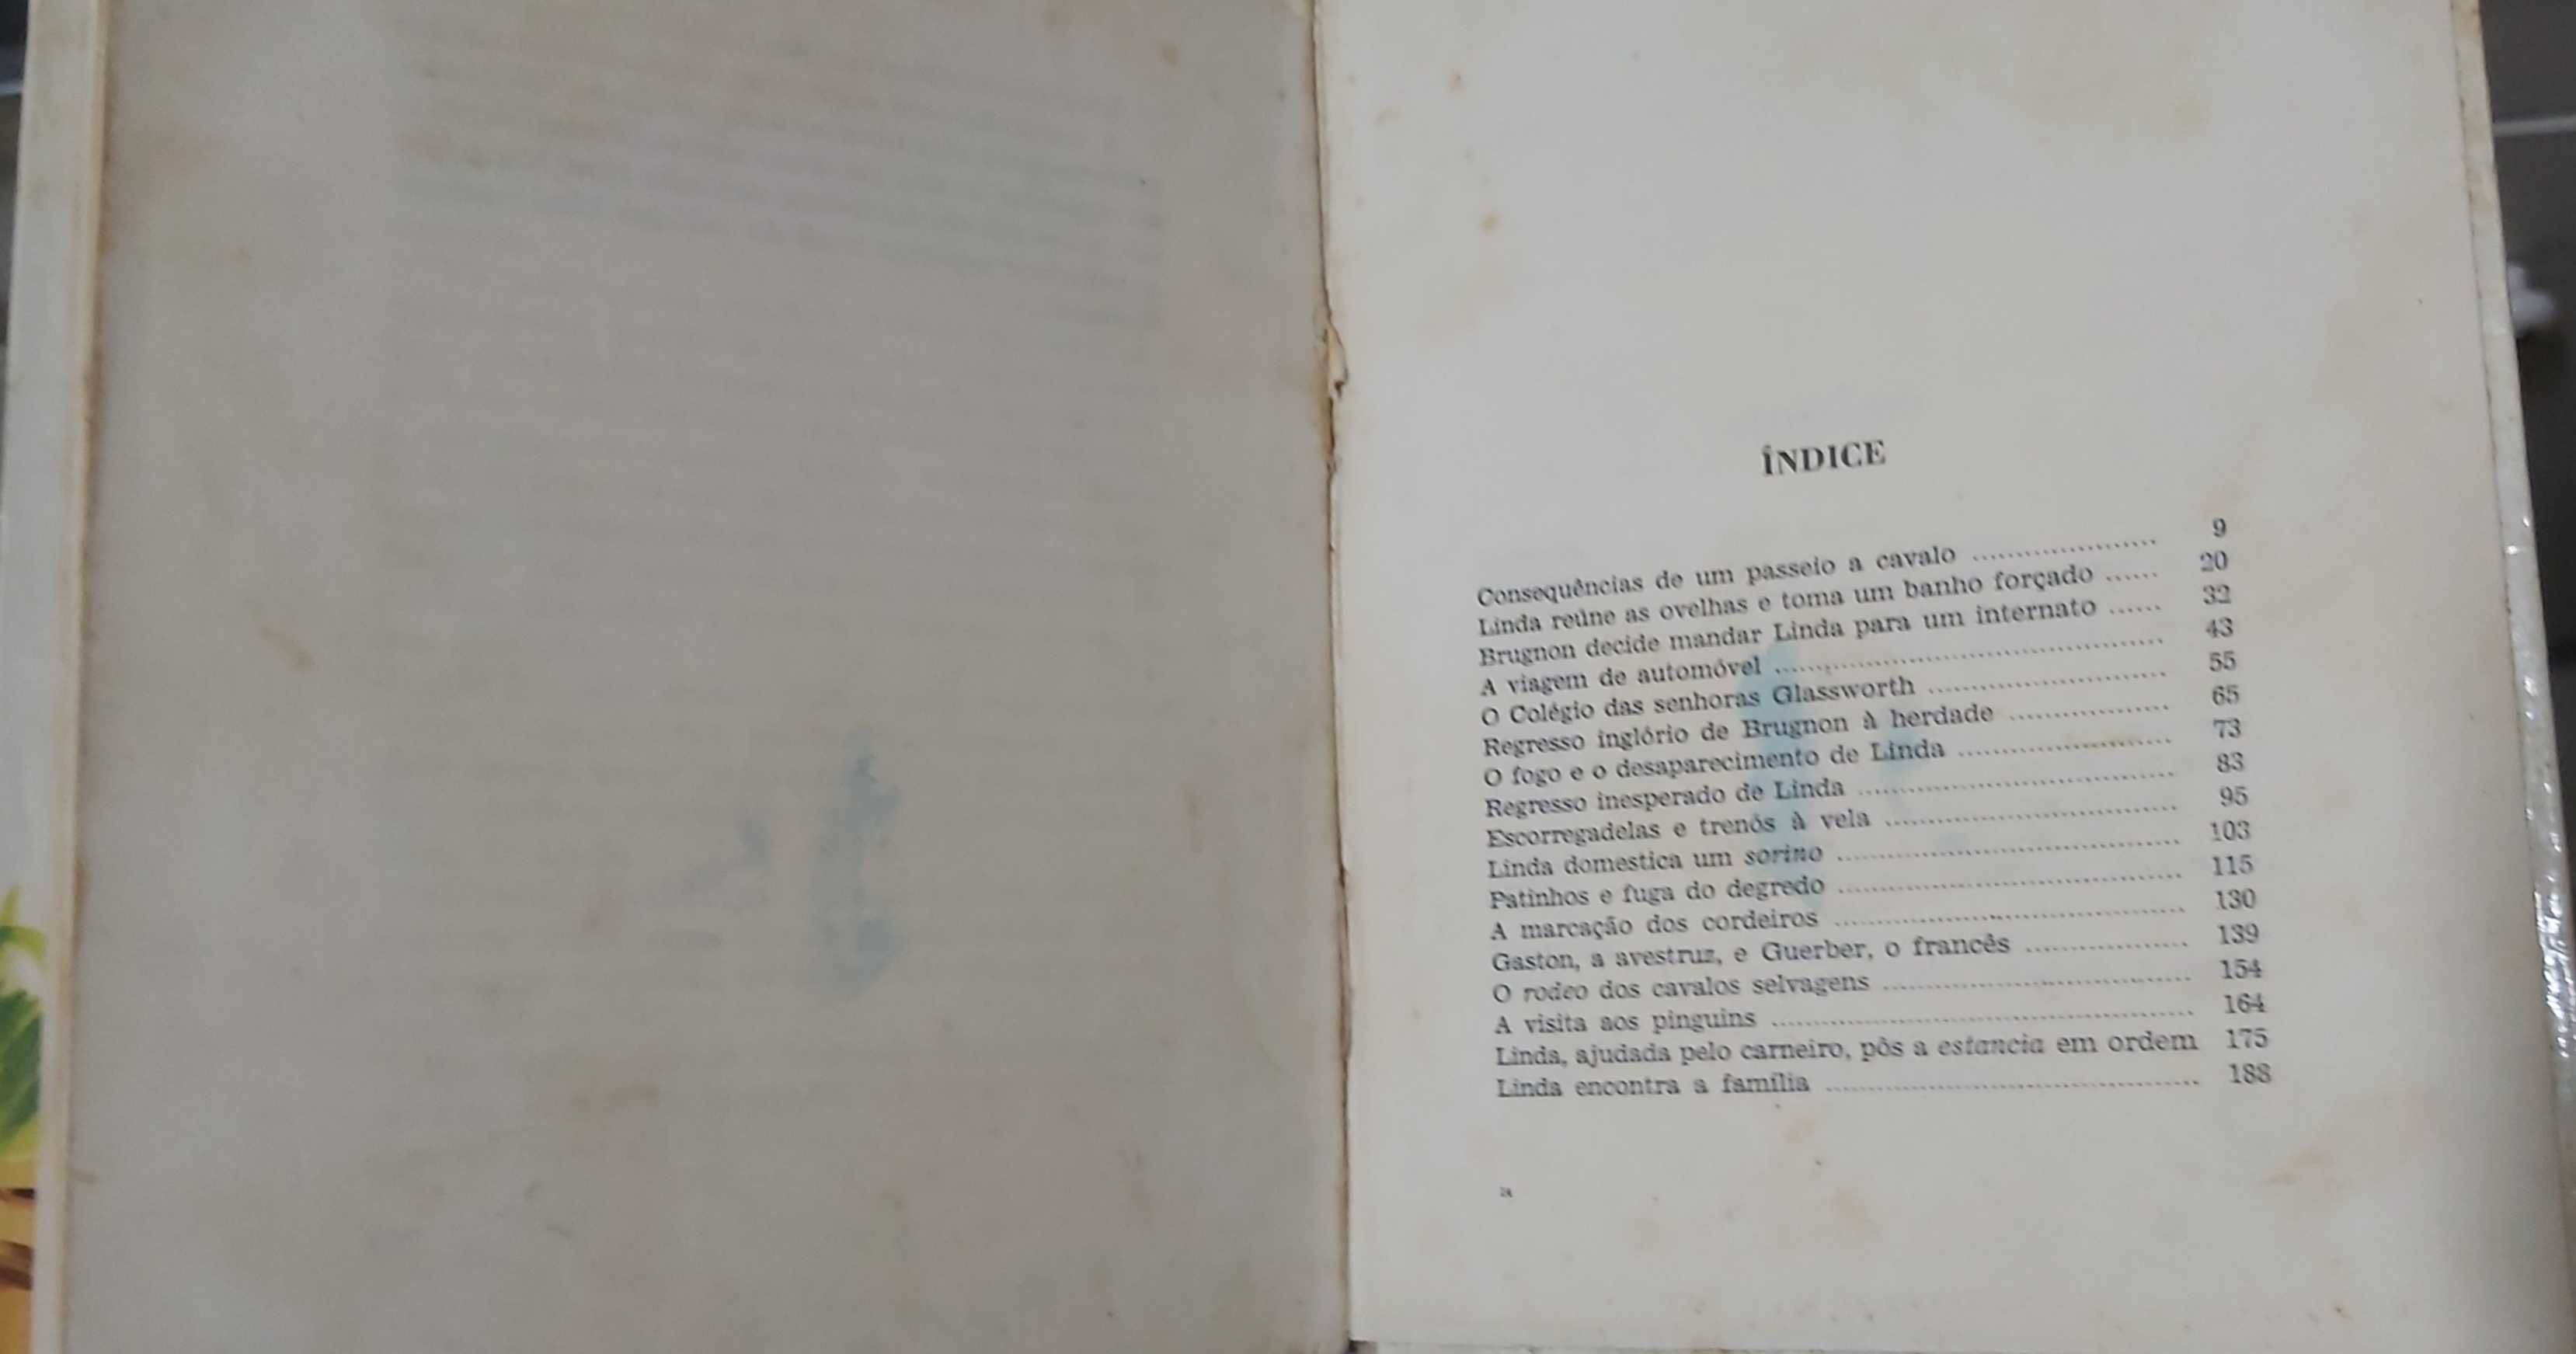 ÍNDICE
Consequências de um passeio a cavalo ...................... 9
Linda reúne as ovelhas e toma um banho forçado ...... 20
Brugnon decide mandar Linda para um internato ...... 32
A viagem de automóvel ............................................... 43
O Colégio das senhoras Glassworth ............................ 55
Regresso inglório de Brugnon à herdade ................... 65
O fogo e o desaparecimento de Linda ......................... 73
Regresso inesperado de Linda ..................................... 83
Escorregadelas e trenós à vela ................................... 95
Linda domestica um sorino ......................................... 103
Patinhos e fuga do degredo ......................................... 115
A marcação dos cordeiros ........................................... 130
Gaston, a avestruz, e Guerber, o francês ................... 139
O rodeo dos cavalos selvagens ..................................... 154
A visita aos pinguins ................................................... 164
Linda, ajudada pelo carneiro, pôs a estancia em ordem 175
Linda encontra a família ............................................. 188